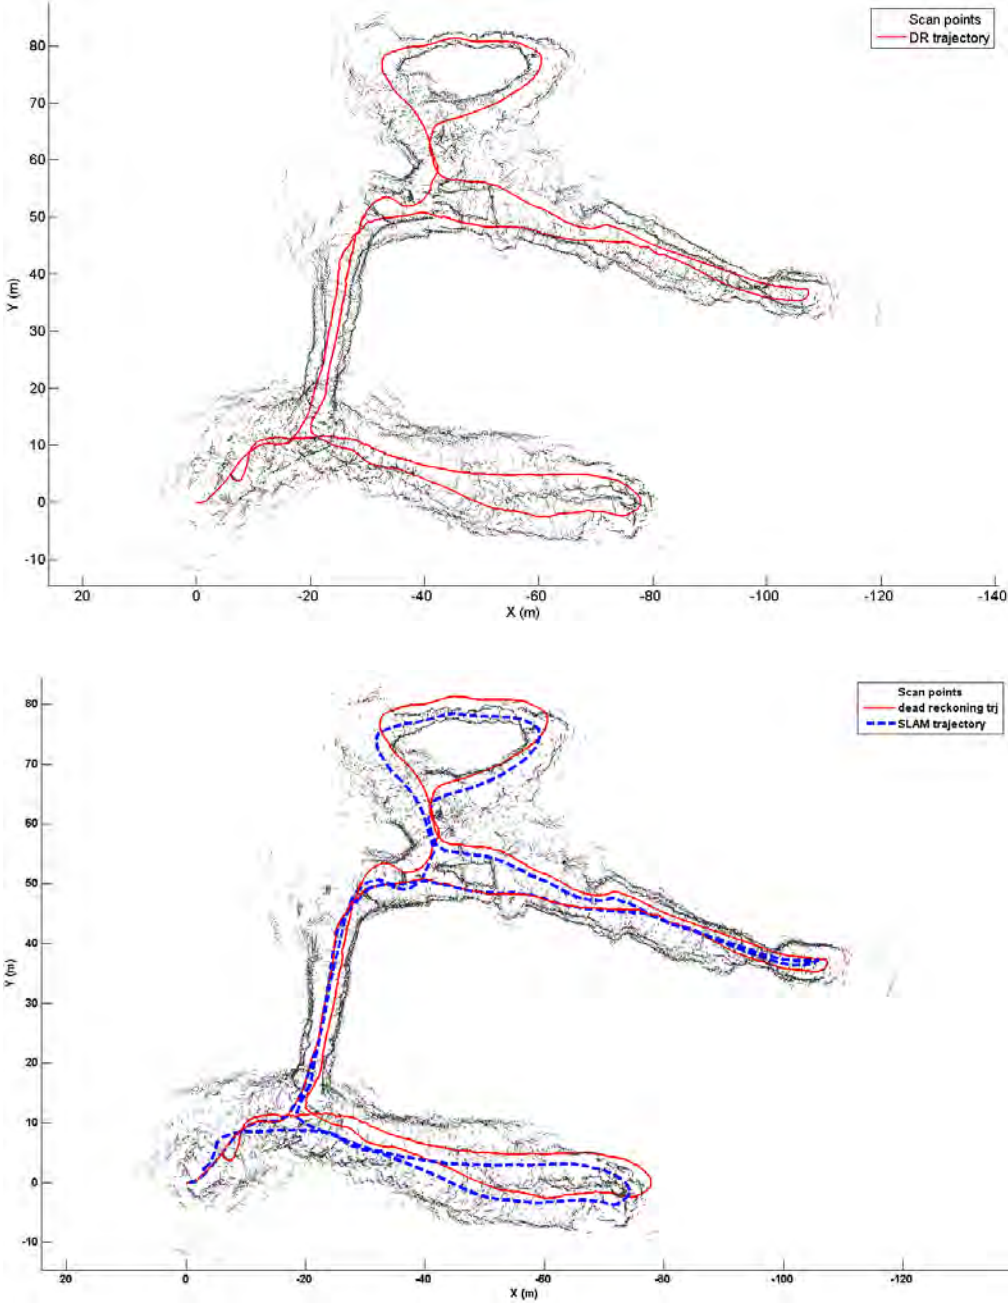 Scan points
DR trajectory
80
70
60
50
40
30
20
10
0
-10
Y (m)
20 0 -20 -40 -60 -80 -100 -120 -140
X (m)
Scan points
dead reckoning trj
SLAM trajectory
80
70
60
50
40
30
20
10
0
-10
Y (m)
20 0 -20 -40 -60 -80 -100 -120
X (m)